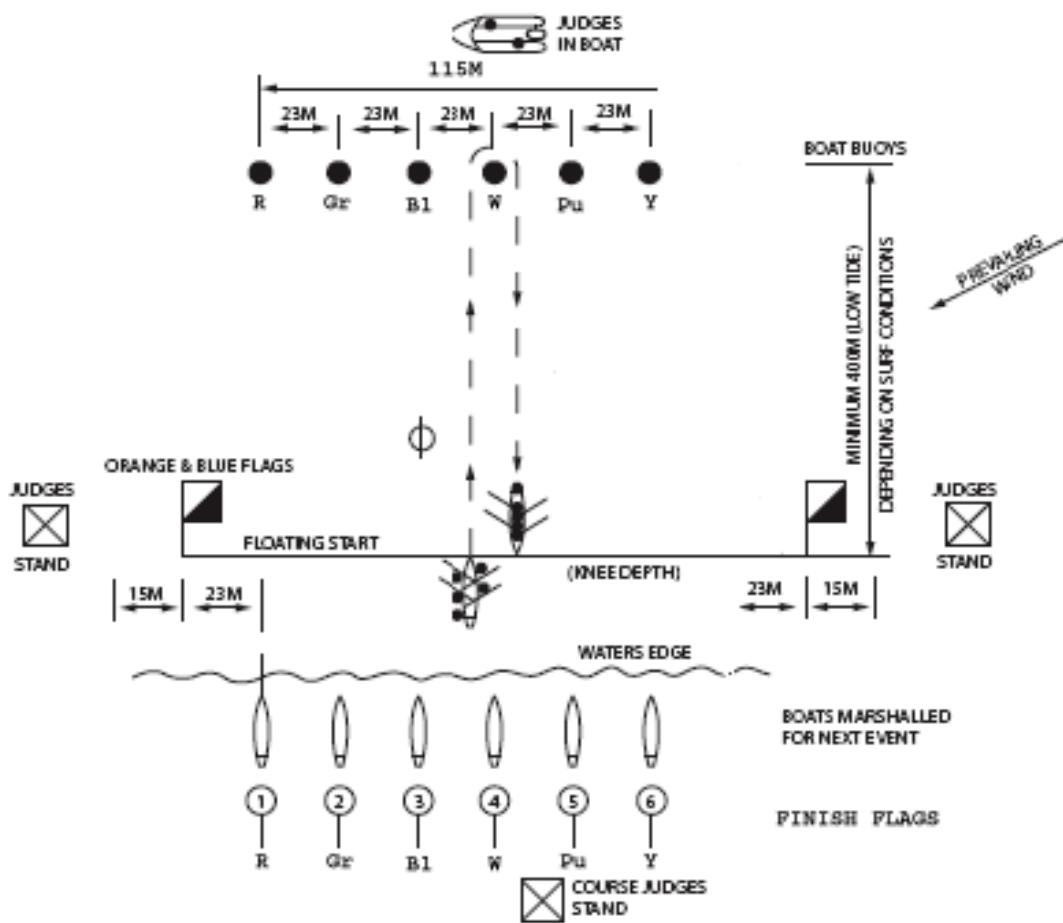 JUDGES
IN BOAT
115M
23M 23M 23M 23M 23M
BOAT BUOYS
R Gr Bl W Pu Y
PREVAILING
WIND
MINIMUM 400M (LOW TIDE)
DEPENDING ON SURF CONDITIONS
ORANGE & BLUE FLAGS
JUDGES
STAND
JUDGES
STAND
FLOATING START
(KNEE DEPTH)
15M 23M
23M 15M
WATERS EDGE
BOATS MARSHALLED
FOR NEXT EVENT
1 2 3 4 5 6
FINISH FLAGS
R Gr Bl W Pu Y
COURSE JUDGES
STAND